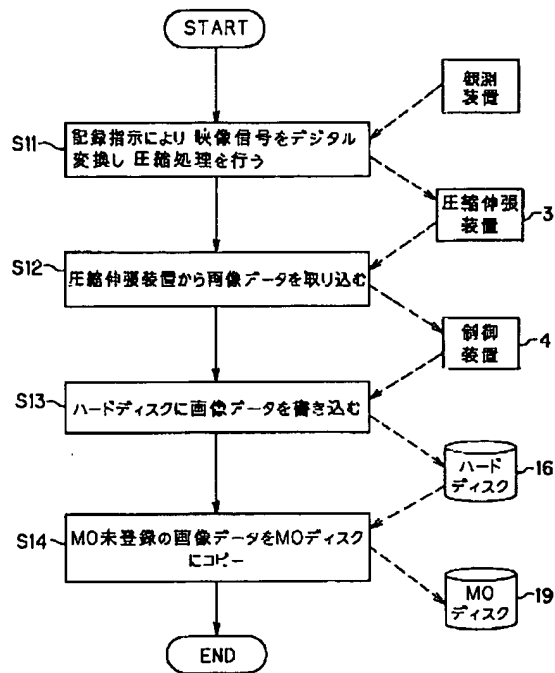 START
観測
装置
S11
記録指示により 映像信号をデジタル
変換し 圧縮処理を行う
圧縮伸張
装置
3
S12
圧縮伸張装置から画像データを取り込む
制御
装置
4
S13
ハードディスクに画像データを書き込む
ハード
ディスク
16
S14
MO未登録の画像データをMOディスク
にコピー
MO
ディスク
19
END